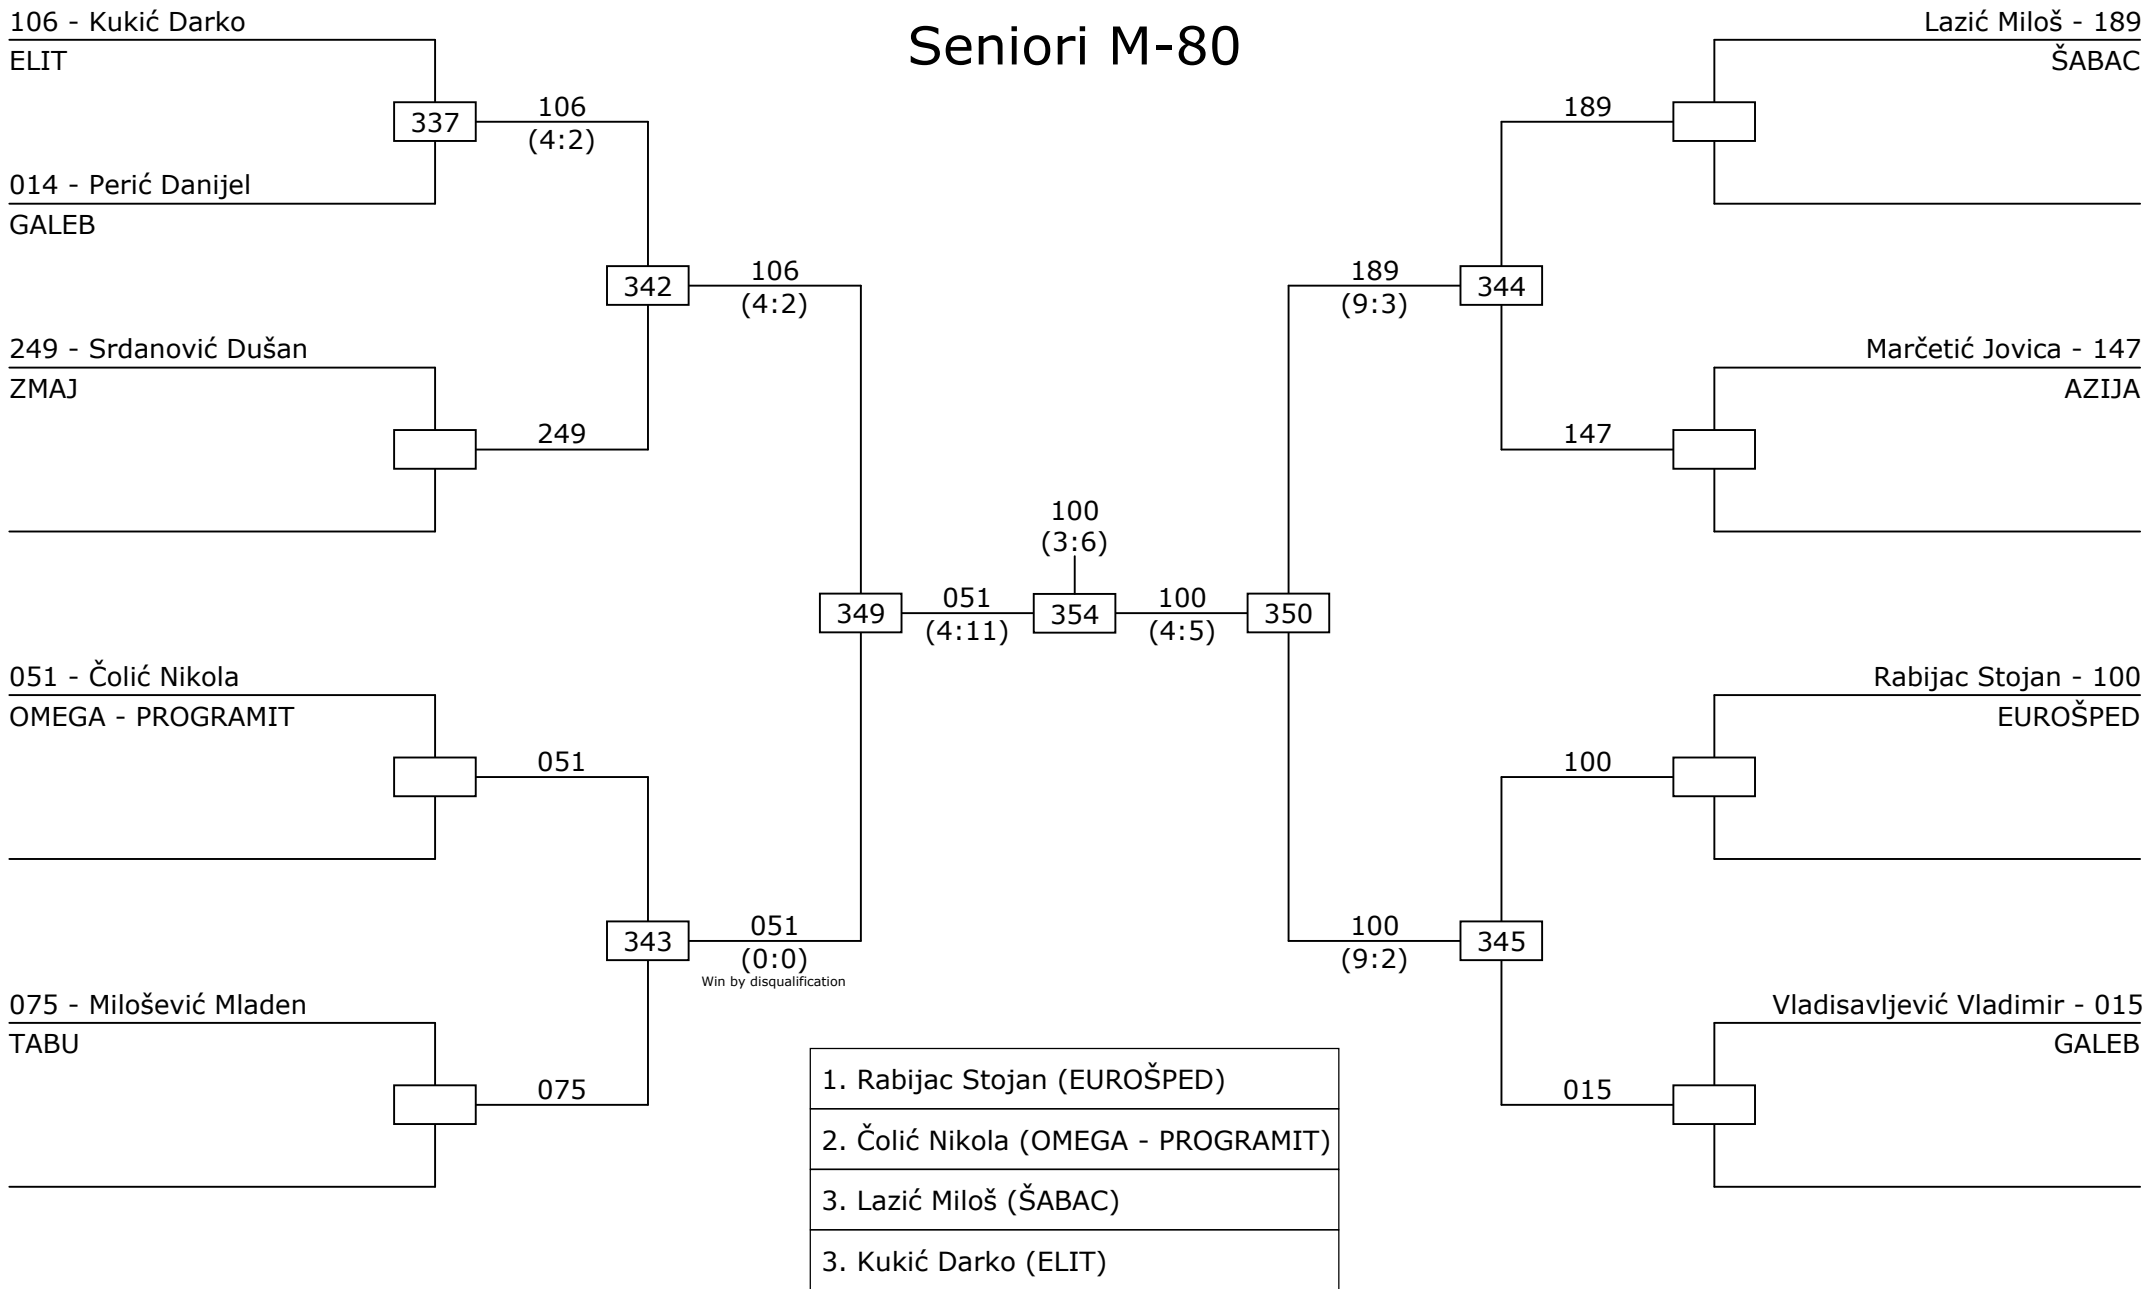 Seniori M-80
106 - Kukić Darko
ELIT
337
106
(4:2)
014 - Perić Danijel
GALEB
342
106
(4:2)
249 - Srdanović Dušan
ZMAJ
249
051 - Čolić Nikola
OMEGA - PROGRAMIT
051
343
051
(0:0)
Win by disqualification
075 - Milošević Mladen
TABU
075
349
051
(4:11)
100
(3:6)
354
100
(4:5)
350
189
(9:3)
344
189
Lazić Miloš - 189
ŠABAC
Marčetić Jovica - 147
AZIJA
147
Rabijac Stojan - 100
EUROŠPED
100
100
(9:2)
345
Vladisavljević Vladimir - 015
GALEB
015
1. Rabijac Stojan (EUROŠPED)
2. Čolić Nikola (OMEGA - PROGRAMIT)
3. Lazić Miloš (ŠABAC)
3. Kukić Darko (ELIT)